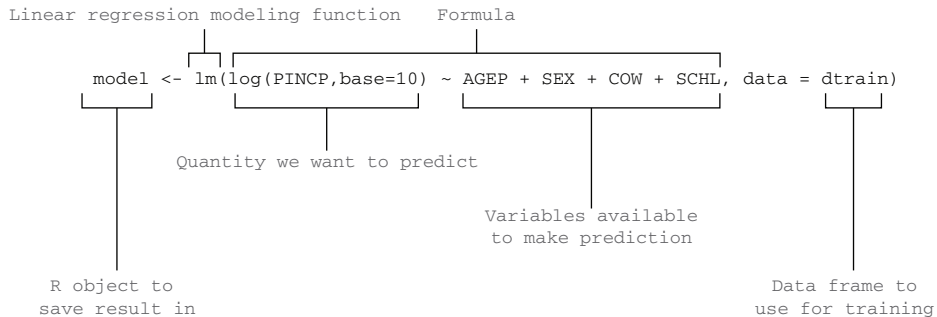 Linear regression modeling function
Formula
model <- lm(log(PINCP,base=10) ~ AGEP + SEX + COW + SCHL, data = dtrain)
Quantity we want to predict
Variables available
to make prediction
R object to
save result in
Data frame to
use for training